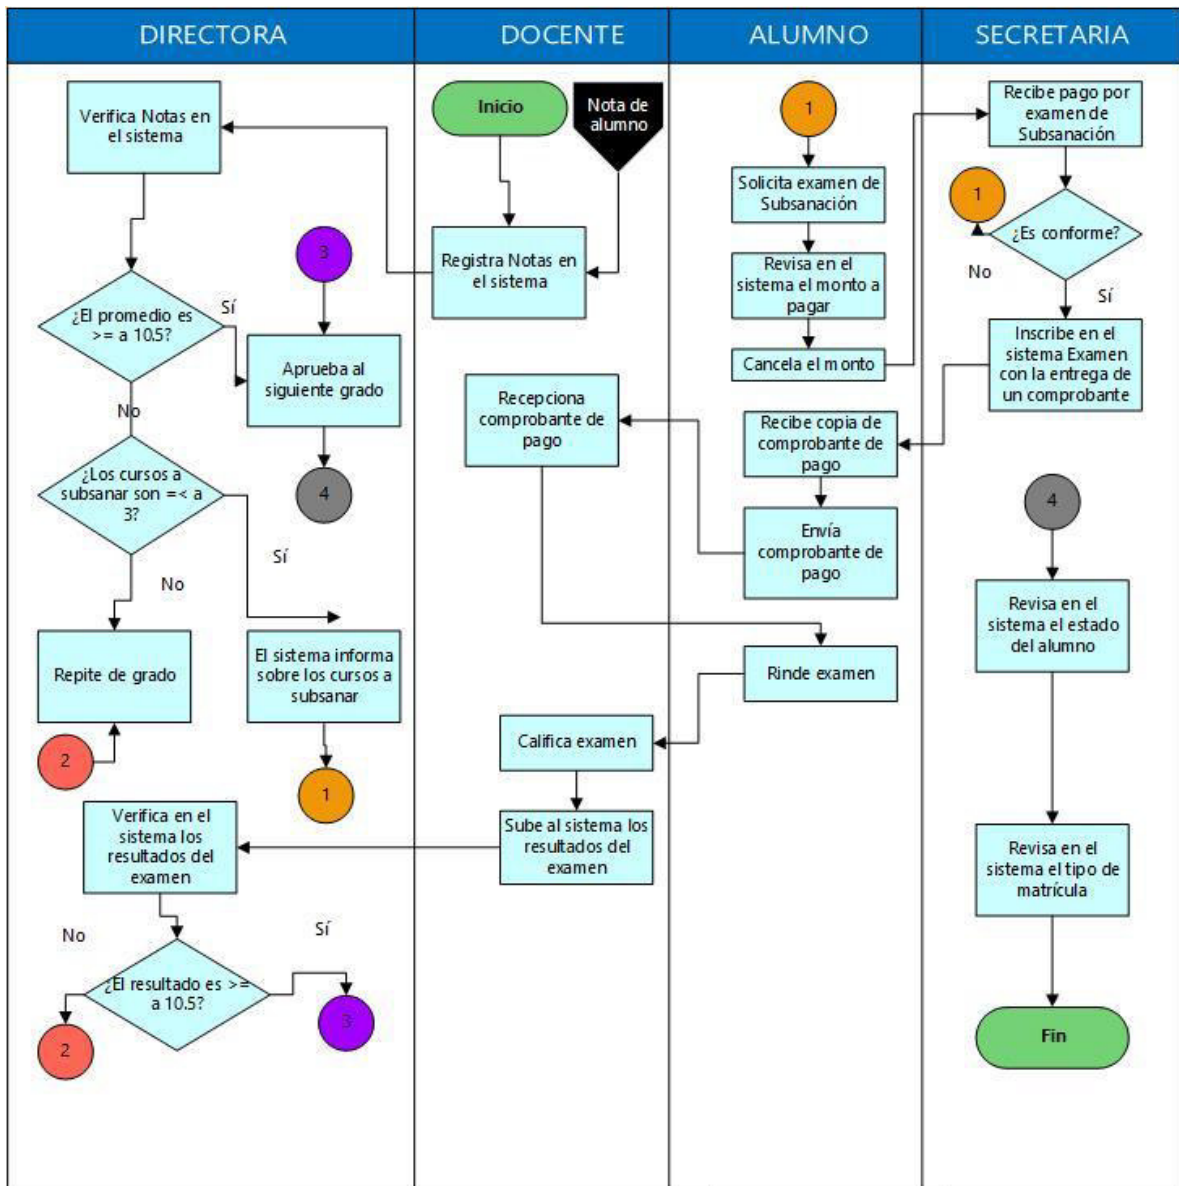 DIRECTORA
DOCENTE
ALUMNO
SECRETARIA
Verifica Notas en
el sistema
3
¿El promedio es
>= a 10.5?
Sí
No
Aprueba al
siguiente grado
4
¿Los cursos a
subsanar son =< a
3?
Sí
No
Repite de grado
2
El sistema informa
sobre los cursos a
subsanar
1
Verifica en el
sistema los
resultados del
examen
No
Sí
¿El resultado es >=
a 10.5?
2
3
Inicio
Nota de
alumno
Registra Notas en
el sistema
Recepciona
comprobante de
pago
Califica examen
Sube al sistema los
resultados del
examen
1
Solicita examen de
Subsanación
Revisa en el
sistema el monto a
pagar
Cancela el monto
Recibe copia de
comprobante de
pago
Envía
comprobante de
pago
Rinde examen
Recibe pago por
examen de
Subsanación
1
¿Es conforme?
No
Sí
Inscribe en el
sistema Examen
con la entrega de
un comprobante
4
Revisa en el
sistema el estado
del alumno
Revisa en el
sistema el tipo de
matrícula
Fin